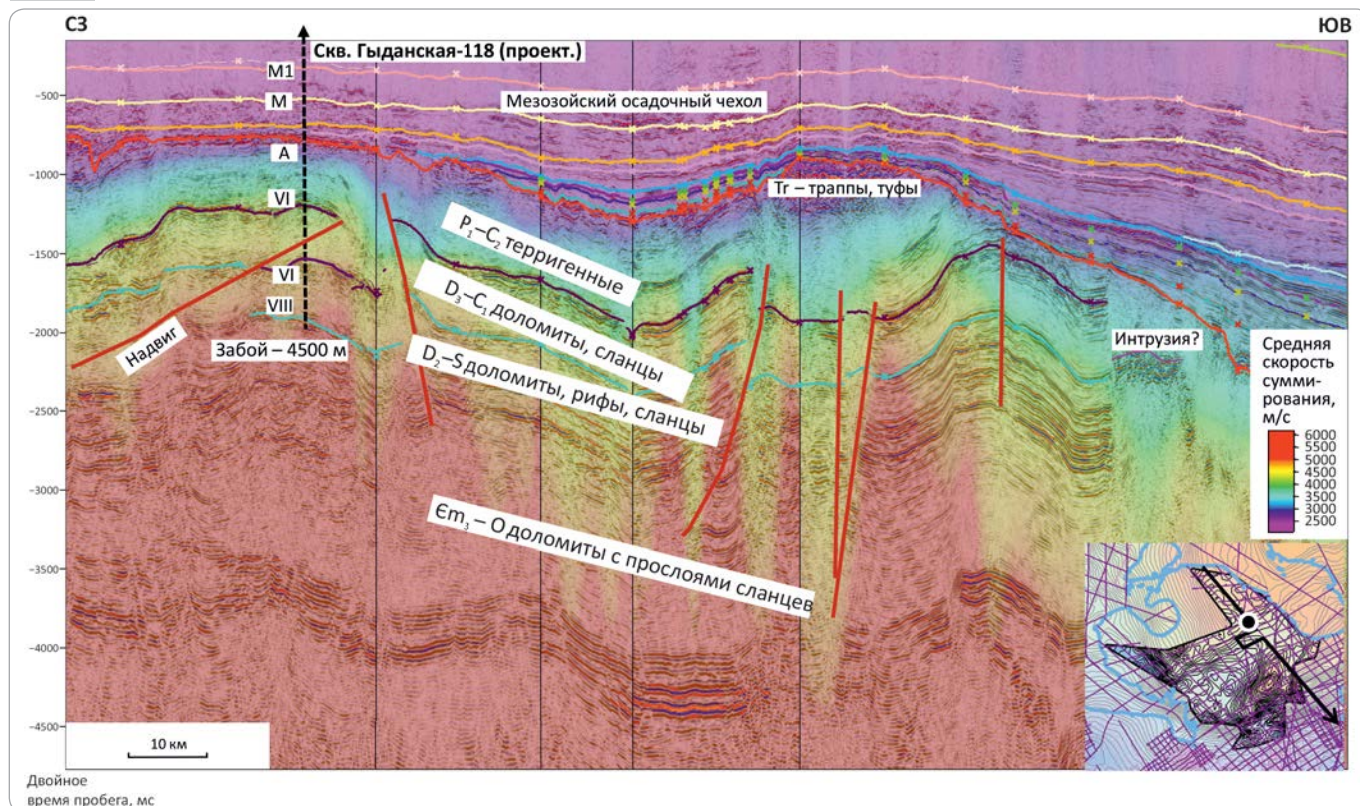 СЗ
ЮВ
Скв. Гыданская-118 (проект.)
М1
М
Мезозойский осадочный чехол
А
Tr – траппы, туфы
VI
P₁–C₂ терригенные
D₃–C₁ доломиты, сланцы
VI
VIII
Надвиг
Забой – 4500 м
D₂–S доломиты, рифы, сланцы
Интрузия?
Єm₃ – О доломиты с прослоями сланцев
Средняя
скорость
сумми-
рования,
м/с
6000
5500
5000
4500
4000
3500
3000
2500
–500
–1000
–1500
–2000
–2500
–3000
–3500
–4000
–4500
10 км
Двойное
время пробега, мс